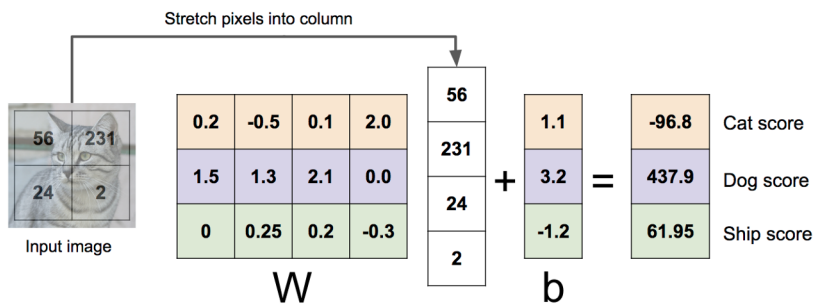 Stretch pixels into column
56 231
24 2
Input image
0.2 -0.5 0.1 2.0
1.5 1.3 2.1 0.0
0 0.25 0.2 -0.3
W
56
231
24
2
+
1.1
3.2
-1.2
b
=
-96.8 Cat score
437.9 Dog score
61.95 Ship score